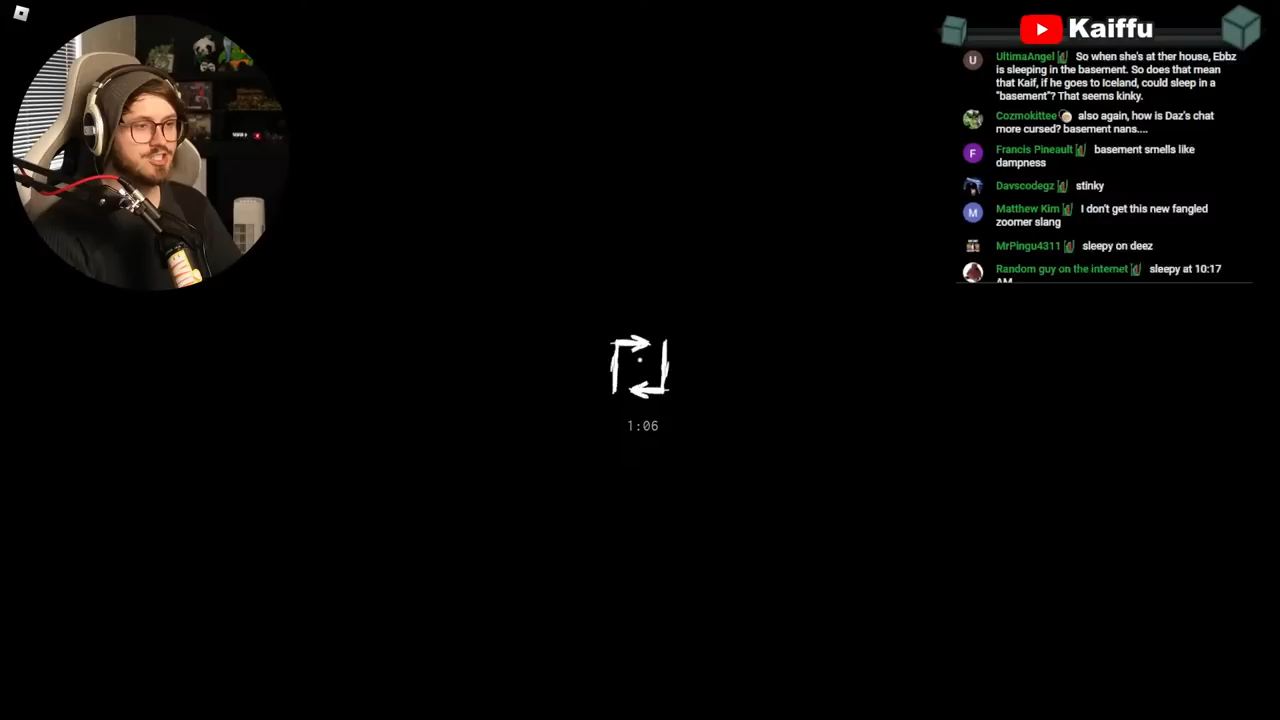 Kaiffu
UltimaAngel So when she's at ther house, Ebbz
is sleeping in the basement. So does that mean
that Kaif, if he goes to Iceland, could sleep in a
"basement"? That seems kinky.
Cozmokittee also again, how is Daz's chat
more cursed? basement nans....
Francis Pineault basement smells like
dampness
Davscodegz stinky
Matthew Kim I don't get this new fangled
zoomer slang
MrPingu4311 sleepy on deez
Random guy on the internet sleepy at 10:17
AM
1:06